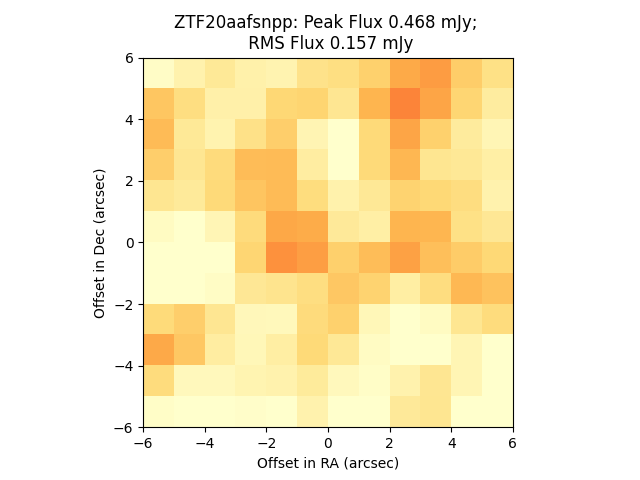 ZTF20aafsnpp: Peak Flux 0.468 mJy;
RMS Flux 0.157 mJy
6
4
2
0
−2
−4
−6
Offset in Dec (arcsec)
−6 −4 −2 0 2 4 6
Offset in RA (arcsec)